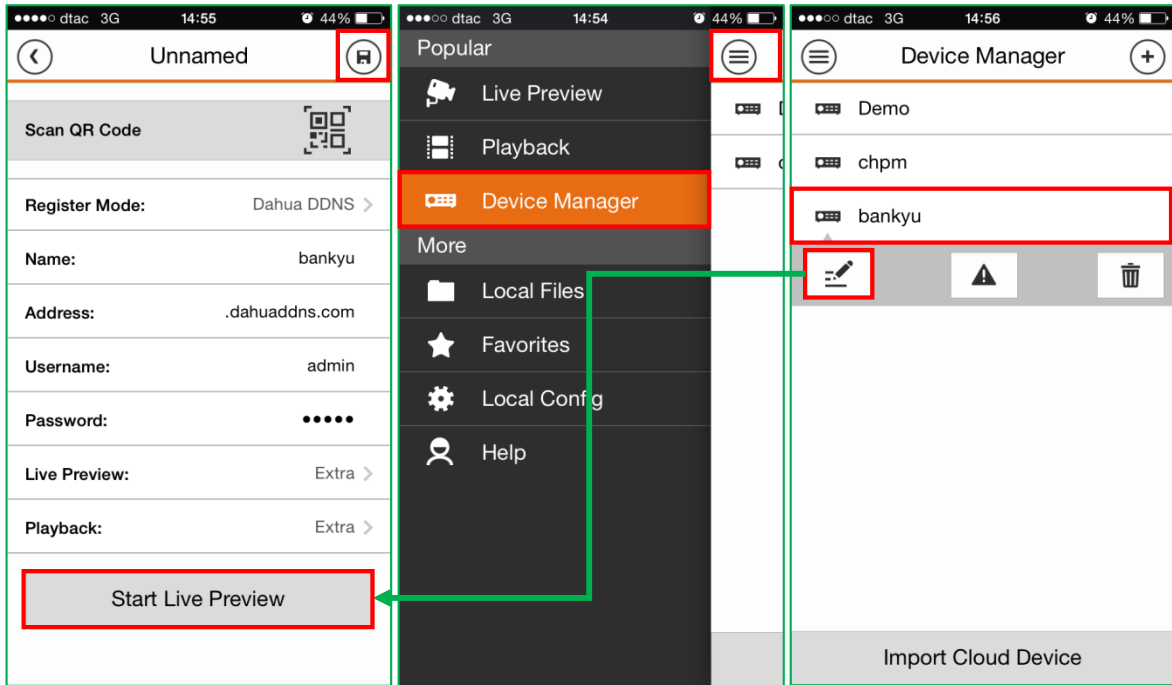 dtac 3G 14:55 44%
Unnamed
Scan QR Code
Register Mode: Dahua DDNS
Name: bankyu
Address: .dahuaddns.com
Username: admin
Password: •••••
Live Preview: Extra
Playback: Extra
Start Live Preview
dtac 3G 14:54 44%
Popular
Live Preview
Playback
Device Manager
More
Local Files
Favorites
Local Config
Help
dtac 3G 14:56 44%
Device Manager
Demo
chpm
bankyu
Import Cloud Device